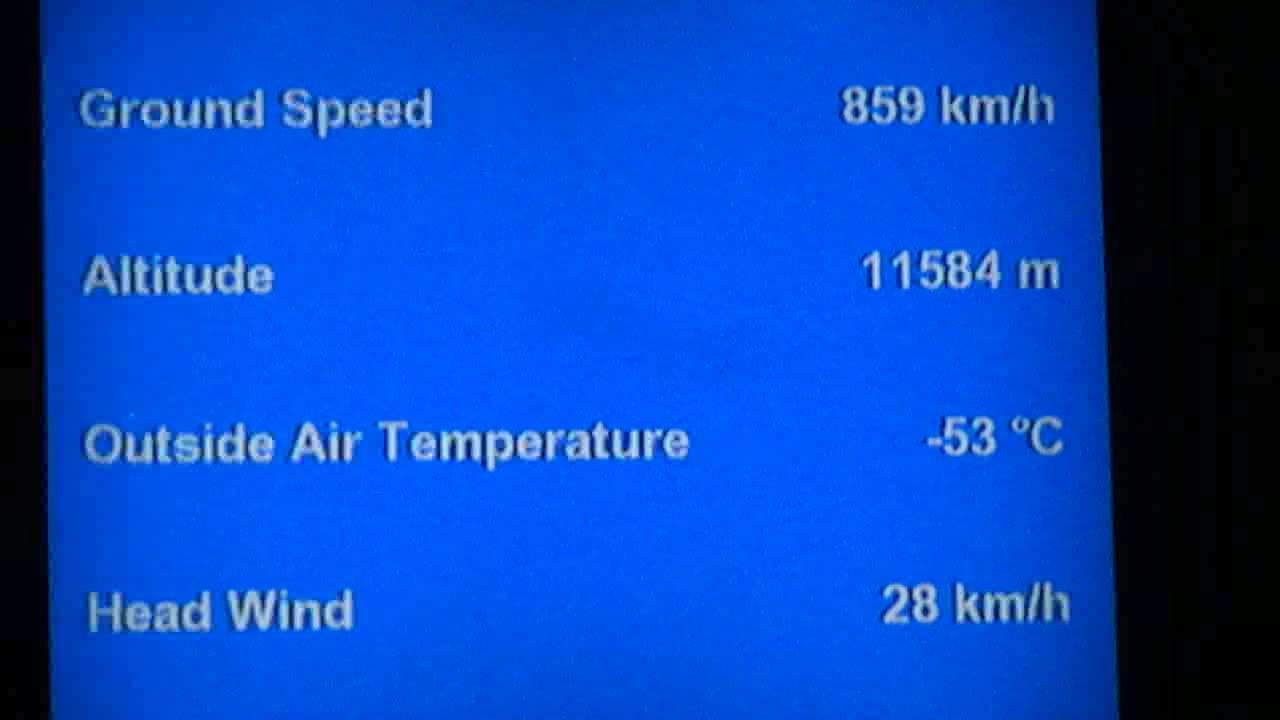 Ground Speed 859 km/h
Altitude 11584 m
Outside Air Temperature -53 °C
Head Wind 28 km/h